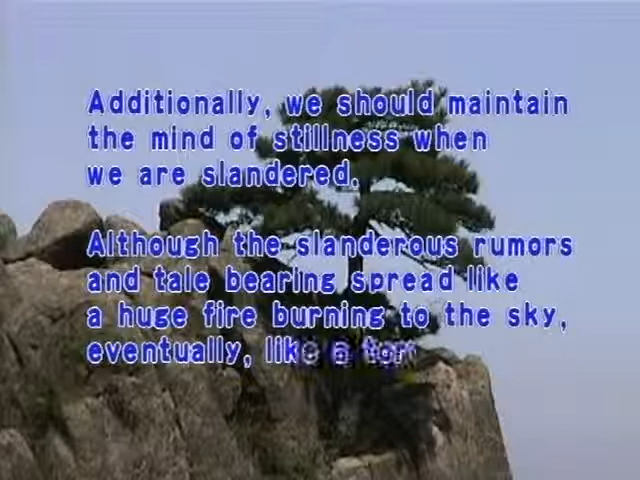 Additionally, we should maintain
the mind of stillness when
we are slandered.
Although the slanderous rumors
and tale bearing spread like
a huge fire burning to the sky,
eventually, like a